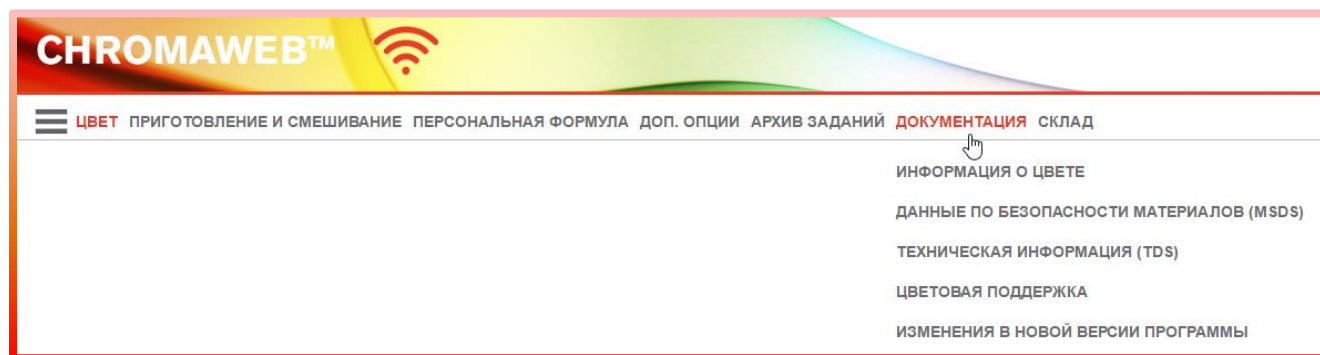 CHROMAWEB™
ЦВЕТ ПРИГОТОВЛЕНИЕ И СМЕШИВАНИЕ ПЕРСОНАЛЬНАЯ ФОРМУЛА ДОП. ОПЦИИ АРХИВ ЗАДАНИЙ ДОКУМЕНТАЦИЯ СКЛАД
ИНФОРМАЦИЯ О ЦВЕТЕ
ДАННЫЕ ПО БЕЗОПАСНОСТИ МАТЕРИАЛОВ (MSDS)
ТЕХНИЧЕСКАЯ ИНФОРМАЦИЯ (TDS)
ЦВЕТОВАЯ ПОДДЕРЖКА
ИЗМЕНЕНИЯ В НОВОЙ ВЕРСИИ ПРОГРАММЫ